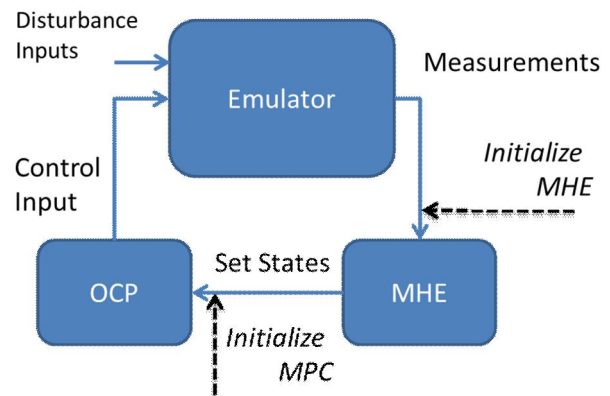 Disturbance
Inputs
Emulator
Measurements
Control
Input
Initialize
MHE
OCP
Set States
MHE
Initialize
MPC